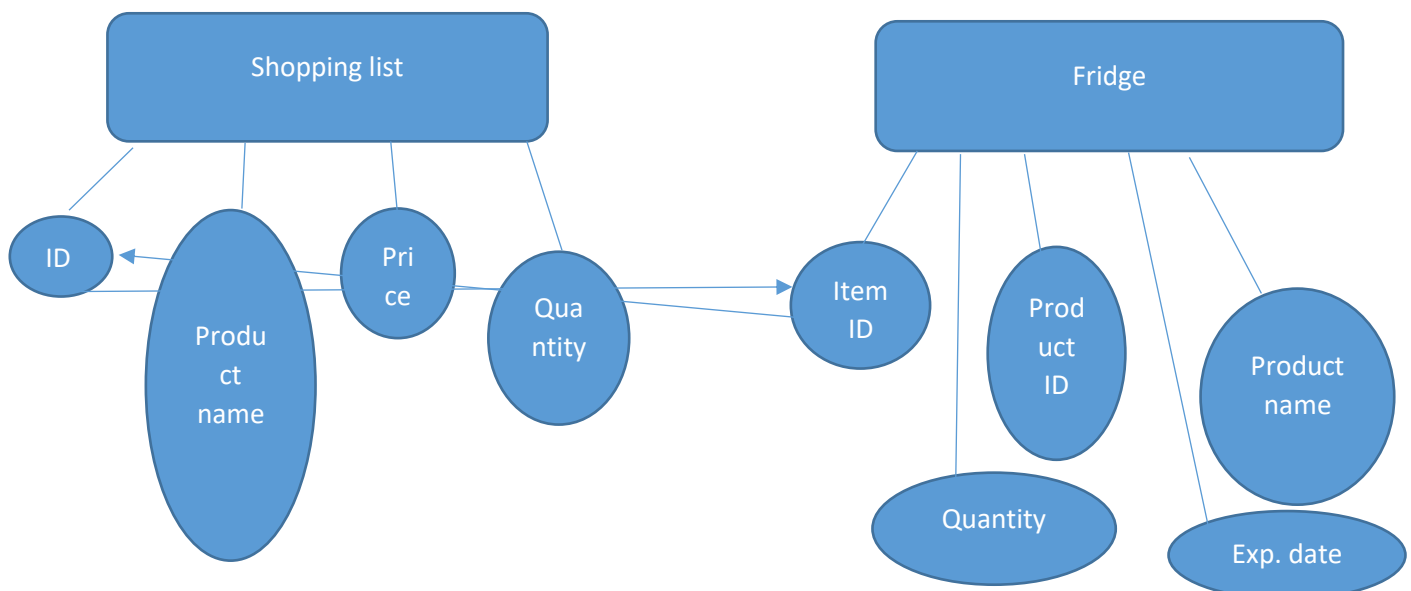 Shopping list
Fridge
ID
Produ
ct
name
Pri
ce
Qua
ntity
Item
ID
Prod
uct
ID
Product
name
Quantity
Exp. date